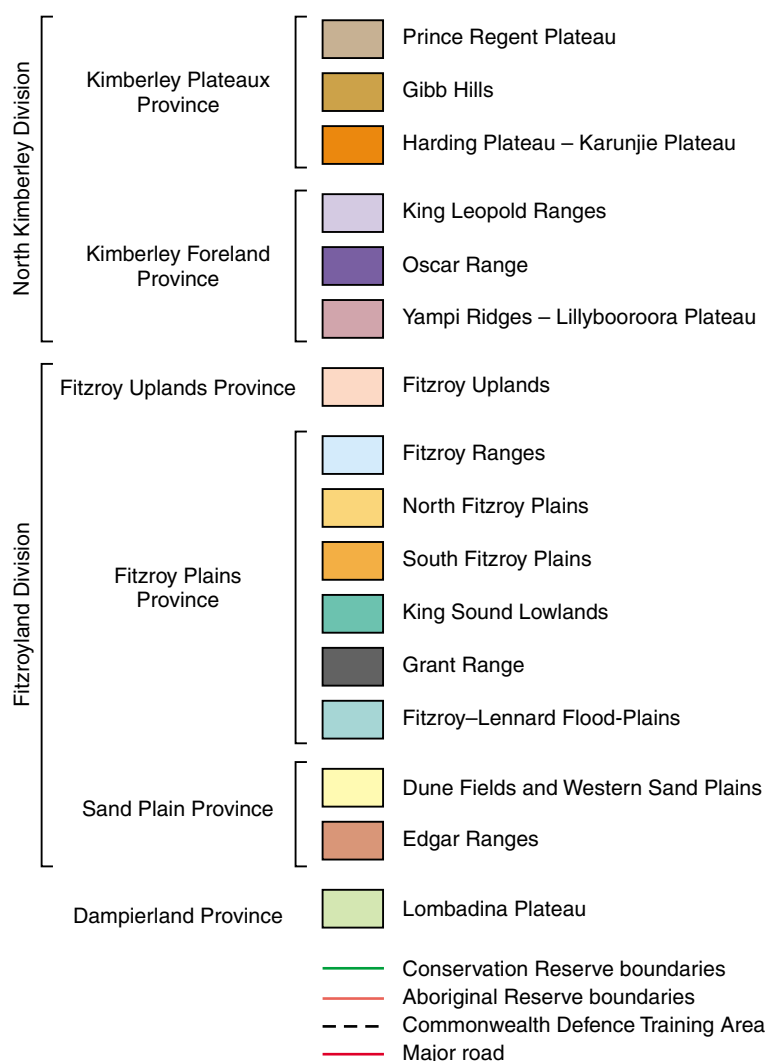 North Kimberley Division
Kimberley Plateaux
Province
Prince Regent Plateau
Gibb Hills
Harding Plateau – Karunjie Plateau
Kimberley Foreland
Province
King Leopold Ranges
Oscar Range
Yampi Ridges – Lillybooroora Plateau
Fitzroyland Division
Fitzroy Uplands Province
Fitzroy Uplands
Fitzroy Plains
Province
Fitzroy Ranges
North Fitzroy Plains
South Fitzroy Plains
King Sound Lowlands
Grant Range
Fitzroy–Lennard Flood-Plains
Sand Plain Province
Dune Fields and Western Sand Plains
Edgar Ranges
Dampierland Province
Lombadina Plateau
Conservation Reserve boundaries
Aboriginal Reserve boundaries
Commonwealth Defence Training Area
Major road